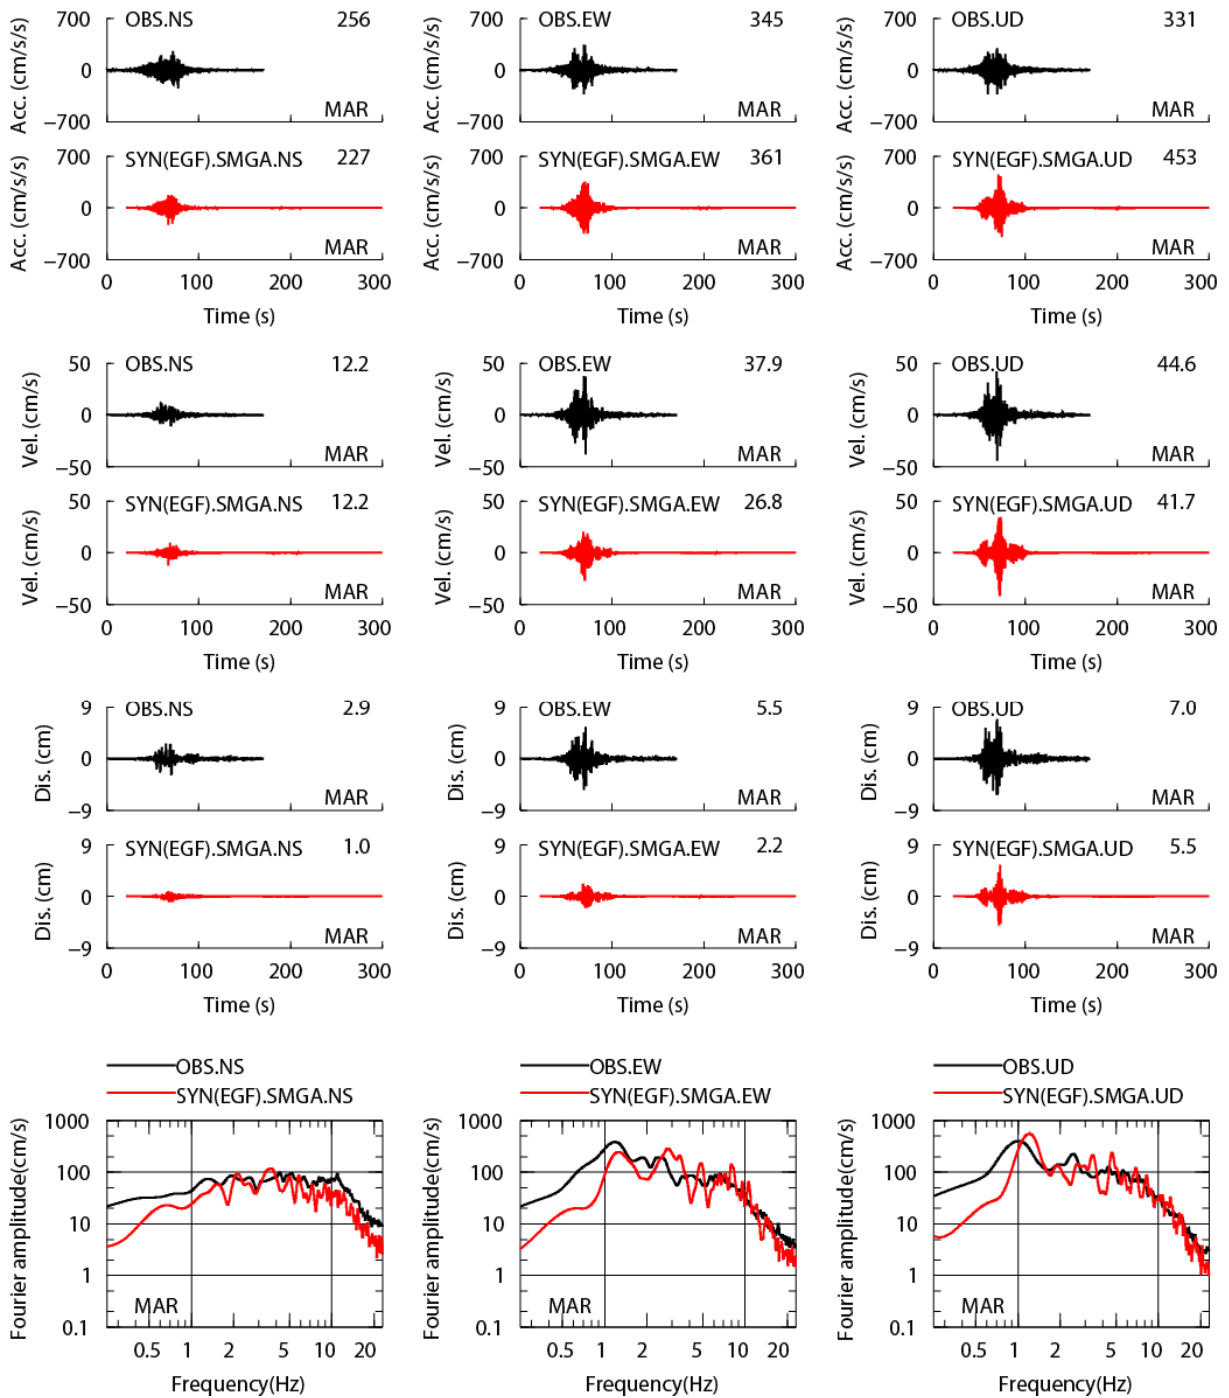 700 OBS.NS 256 700 OBS.EW 345 700 OBS.UD 331
Acc. (cm/s/s) 0 Acc. (cm/s/s) 0 Acc. (cm/s/s) 0
−700 MAR −700 MAR −700 MAR
700 SYN(EGF).SMGA.NS 227 700 SYN(EGF).SMGA.EW 361 700 SYN(EGF).SMGA.UD 453
Acc. (cm/s/s) 0 Acc. (cm/s/s) 0 Acc. (cm/s/s) 0
−700 MAR −700 MAR −700 MAR
0 100 200 300 0 100 200 300 0 100 200 300
Time (s) Time (s) Time (s)
50 OBS.NS 12.2 50 OBS.EW 37.9 50 OBS.UD 44.6
Vel. (cm/s) 0 Vel. (cm/s) 0 Vel. (cm/s) 0
−50 MAR −50 MAR −50 MAR
50 SYN(EGF).SMGA.NS 12.2 50 SYN(EGF).SMGA.EW 26.8 50 SYN(EGF).SMGA.UD 41.7
Vel. (cm/s) 0 Vel. (cm/s) 0 Vel. (cm/s) 0
−50 MAR −50 MAR −50 MAR
0 100 200 300 0 100 200 300 0 100 200 300
Time (s) Time (s) Time (s)
9 OBS.NS 2.9 9 OBS.EW 5.5 9 OBS.UD 7.0
Dis. (cm) 0 Dis. (cm) 0 Dis. (cm) 0
−9 MAR −9 MAR −9 MAR
9 SYN(EGF).SMGA.NS 1.0 9 SYN(EGF).SMGA.EW 2.2 9 SYN(EGF).SMGA.UD 5.5
Dis. (cm) 0 Dis. (cm) 0 Dis. (cm) 0
−9 MAR −9 MAR −9 MAR
0 100 200 300 0 100 200 300 0 100 200 300
Time (s) Time (s) Time (s)
OBS.NS OBS.EW OBS.UD
SYN(EGF).SMGA.NS SYN(EGF).SMGA.EW SYN(EGF).SMGA.UD
1000 1000 1000
100 100 100
Fourier amplitude(cm/s) Fourier amplitude(cm/s) Fourier amplitude(cm/s)
10 10 10
1 1 1
MAR MAR MAR
0.1 0.1 0.1
0.5 1 2 5 10 20 0.5 1 2 5 10 20 0.5 1 2 5 10 20
Frequency(Hz) Frequency(Hz) Frequency(Hz)